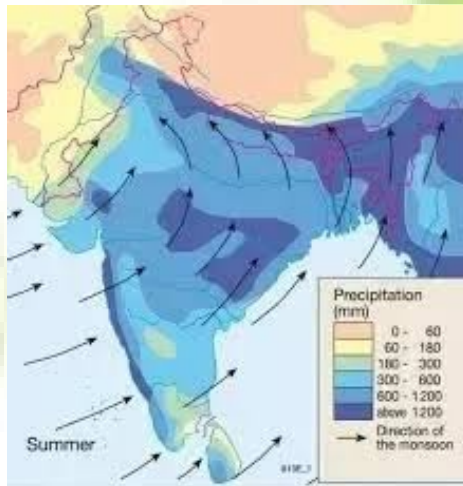 Precipitation
(mm)
0 - 60
60 - 180
180 - 300
300 - 600
600 - 1200
above 1200
Direction of
the monsoon
Summer